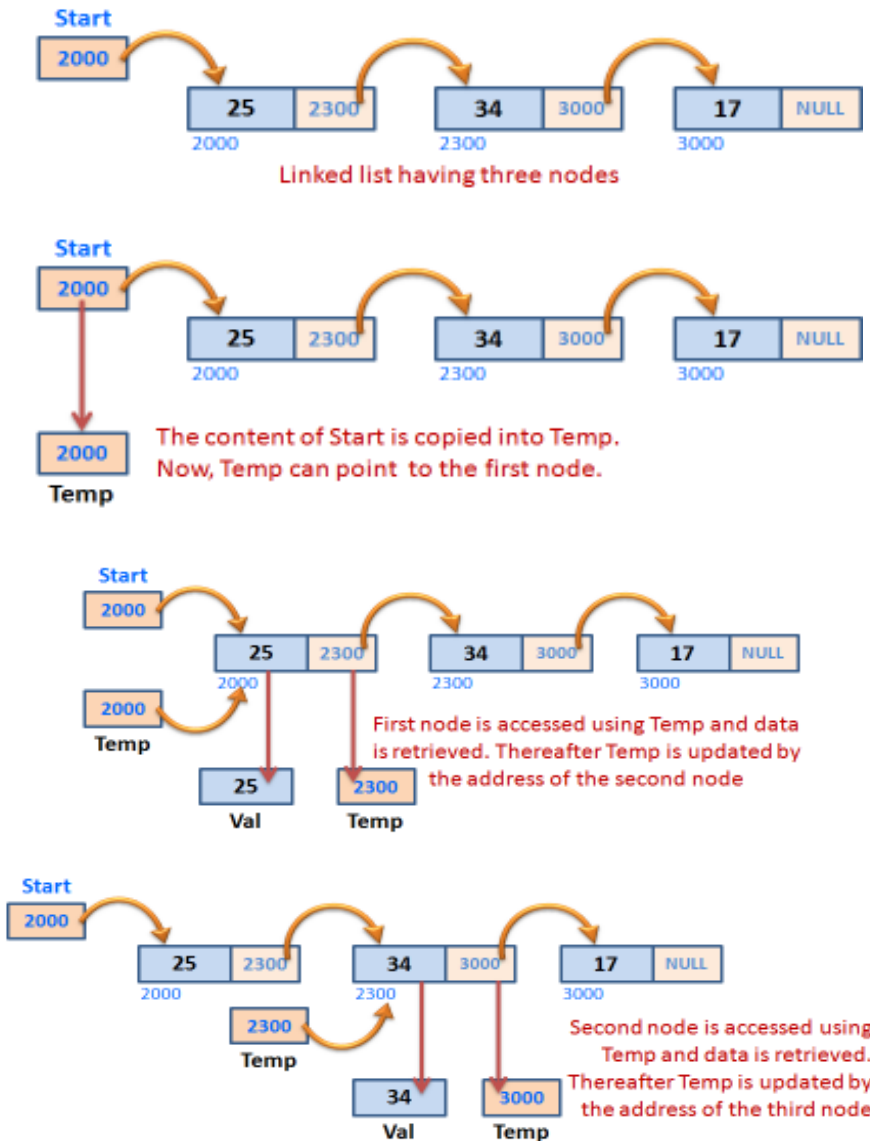 Start
2000
25 2300 34 3000 17 NULL
2000 2300 3000
Linked list having three nodes
Start
2000
25 2300 34 3000 17 NULL
2000 2300 3000
2000
Temp
The content of Start is copied into Temp.
Now, Temp can point to the first node.
Start
2000
25 2300 34 3000 17 NULL
2000 2300 3000
2000
Temp
First node is accessed using Temp and data
is retrieved. Thereafter Temp is updated by
the address of the second node
25 2300
Val Temp
Start
2000
25 2300 34 3000 17 NULL
2000 2300 3000
2300
Temp
Second node is accessed using
Temp and data is retrieved.
Thereafter Temp is updated by
the address of the third node
34 3000
Val Temp